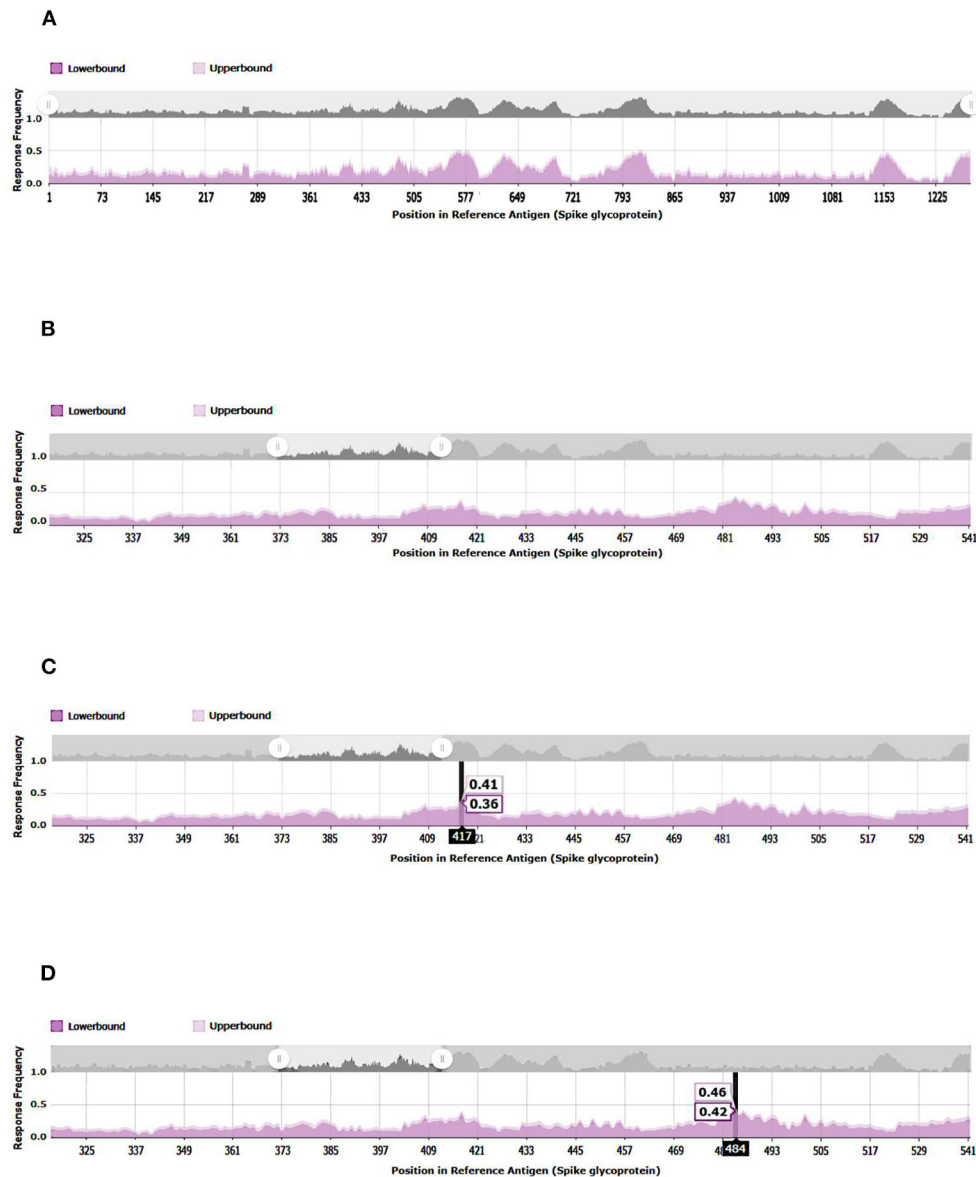 A
Lowerbound Upperbound
Response Frequency
1.0
0.5
0.0
1 73 145 217 289 361 433 505 577 649 721 793 865 937 1009 1081 1153 1225
Position in Reference Antigen (Spike glycoprotein)
B
Lowerbound Upperbound
Response Frequency
1.0
0.5
0.0
325 337 349 361 373 385 397 409 421 433 445 457 469 481 493 505 517 529 541
Position in Reference Antigen (Spike glycoprotein)
C
Lowerbound Upperbound
Response Frequency
1.0
0.41
0.5
0.36
0.0
325 337 349 361 373 385 397 409 417 421 433 445 457 469 481 493 505 517 529 541
Position in Reference Antigen (Spike glycoprotein)
D
Lowerbound Upperbound
Response Frequency
1.0
0.46
0.5
0.42
0.0
325 337 349 361 373 385 397 409 421 433 445 457 469 484 493 505 517 529 541
Position in Reference Antigen (Spike glycoprotein)